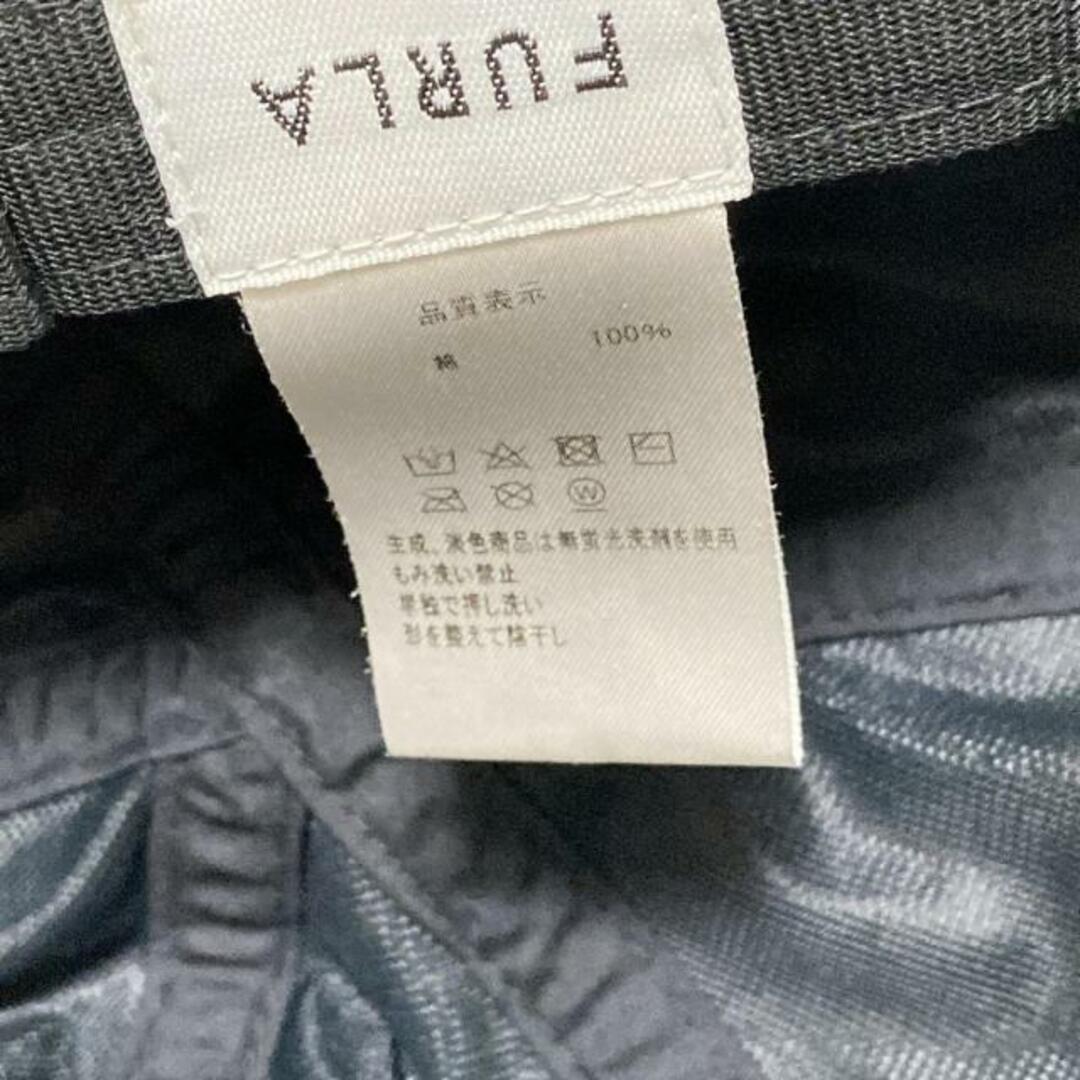 FURLA
品質表示
綿 100%
W
生成、淡色商品は無蛍光洗剤を使用
もみ洗い禁止
単独で押し洗い
形を整えて陰干し